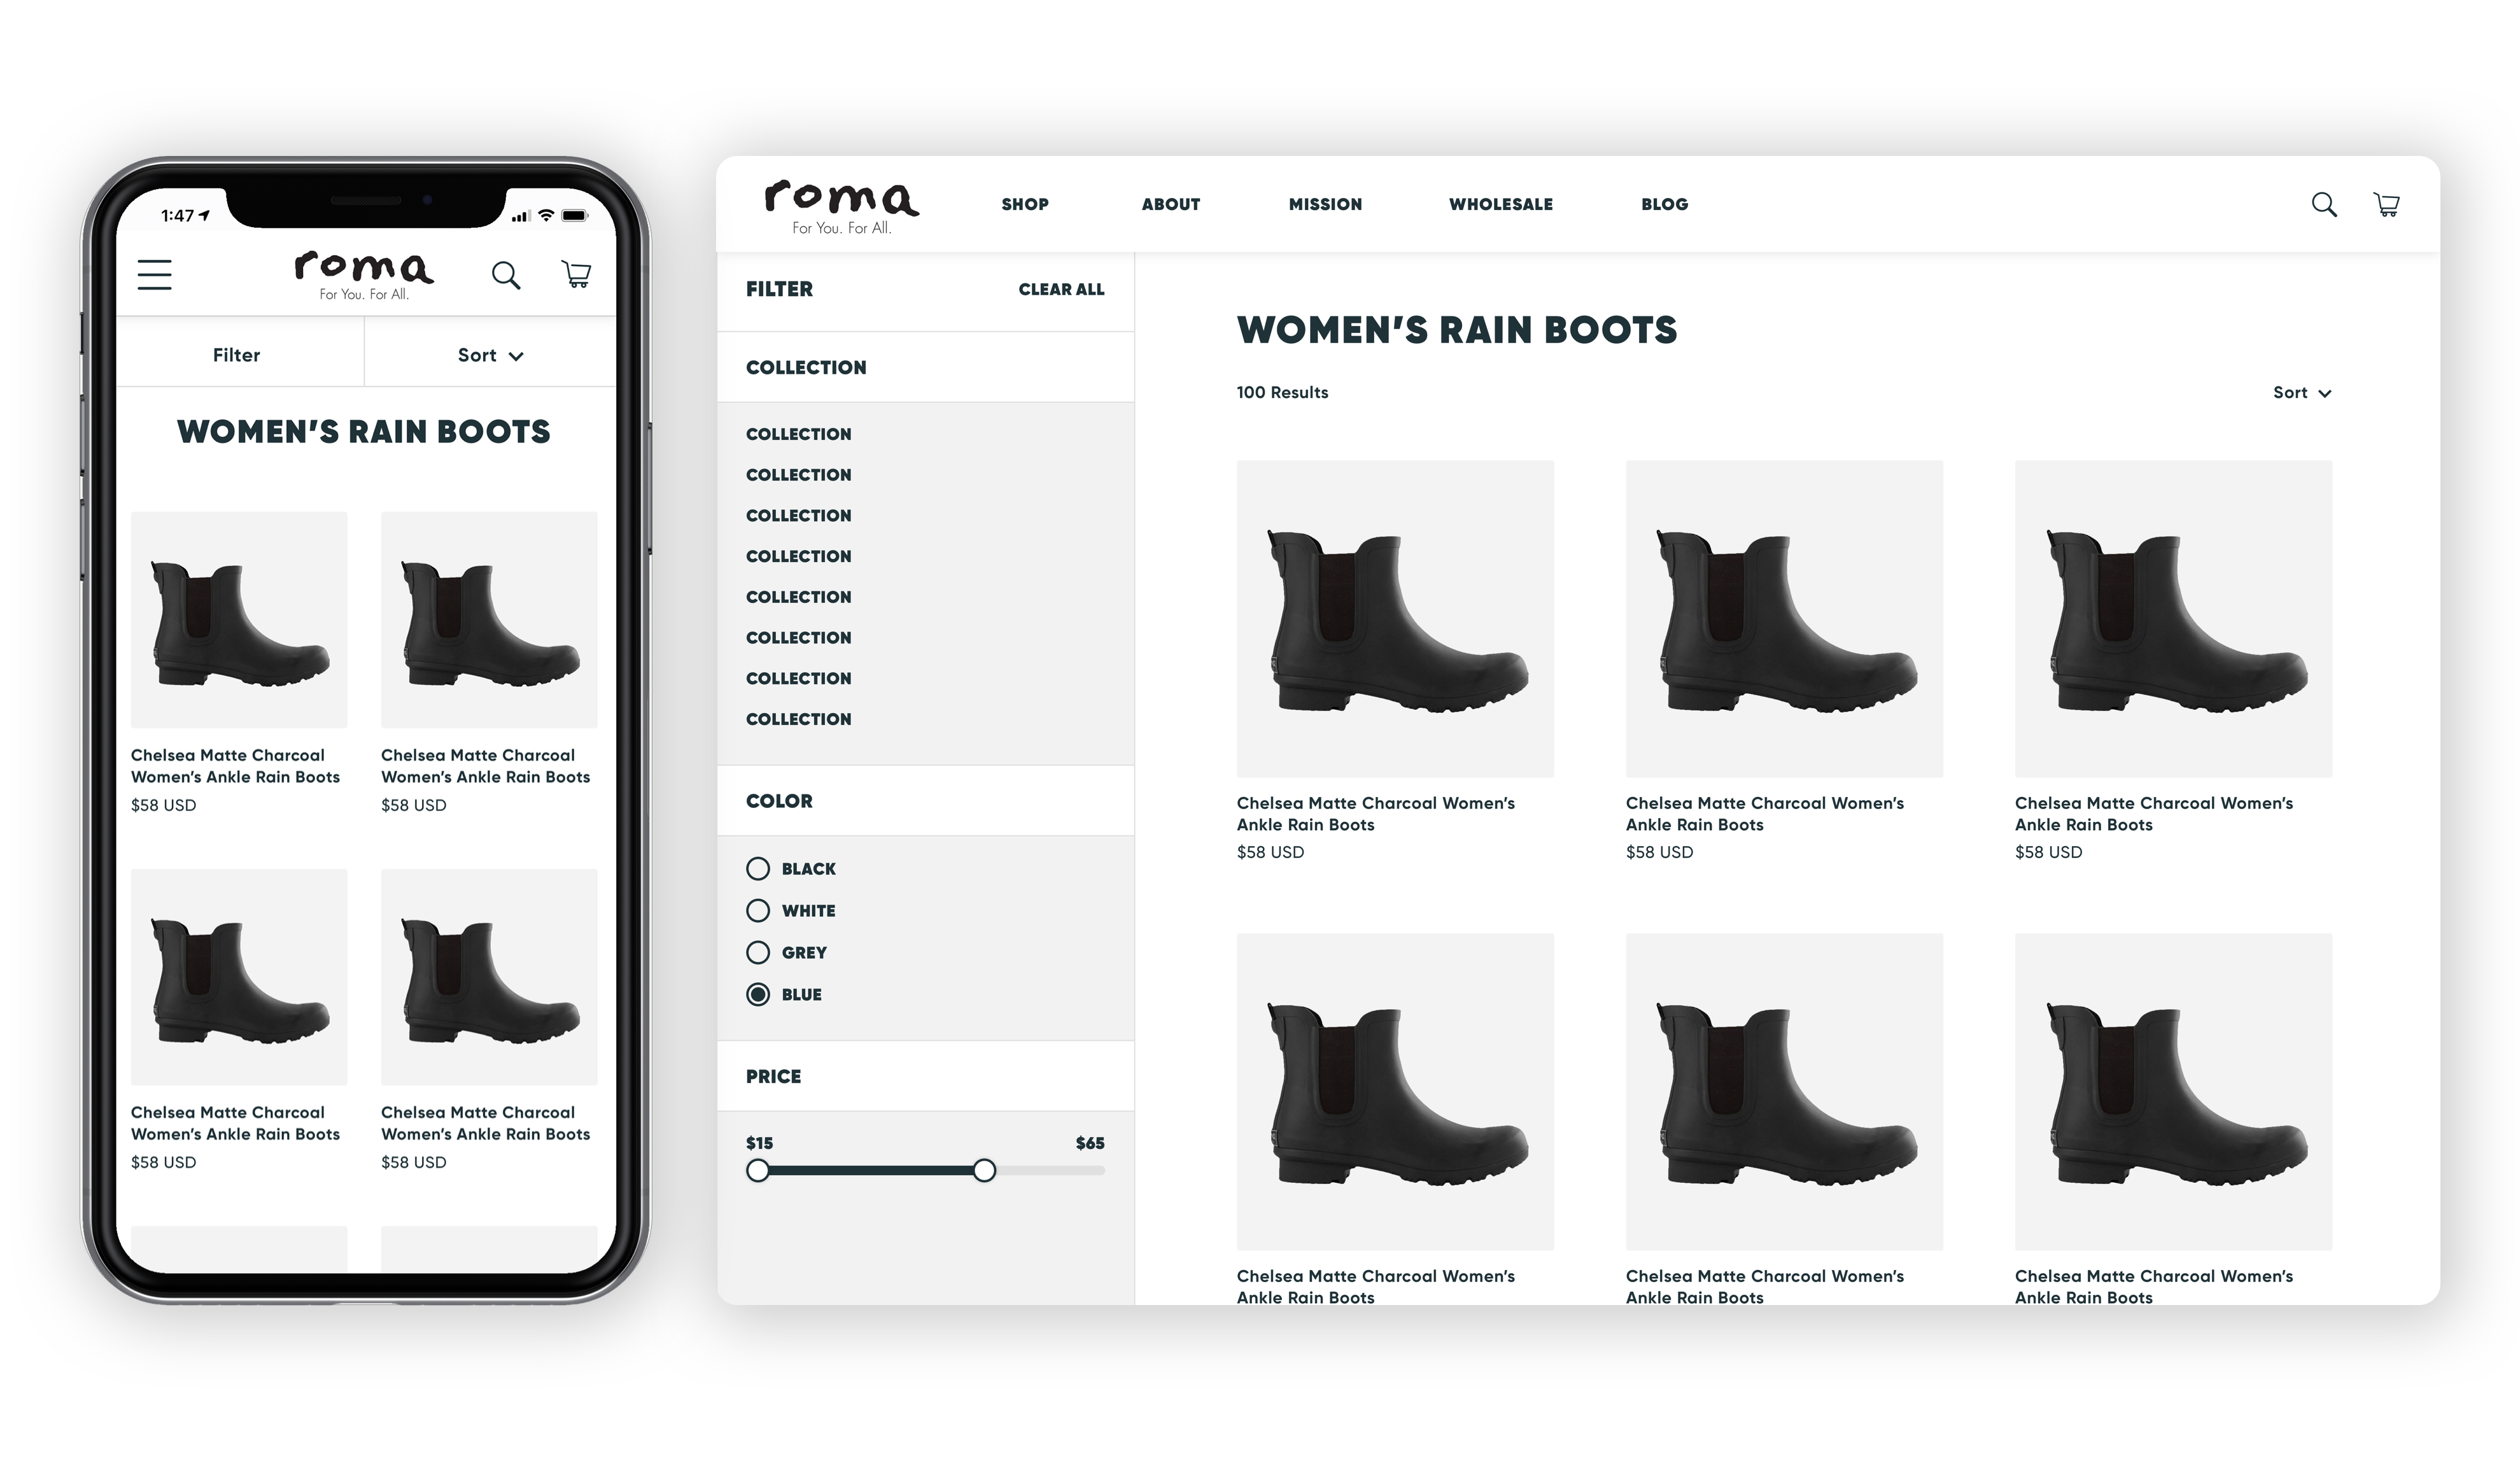 1:47
roma
For You. For All.
Filter
Sort
WOMEN’S RAIN BOOTS
Chelsea Matte Charcoal
Women’s Ankle Rain Boots
$58 USD
Chelsea Matte Charcoal
Women’s Ankle Rain Boots
$58 USD
Chelsea Matte Charcoal
Women’s Ankle Rain Boots
$58 USD
Chelsea Matte Charcoal
Women’s Ankle Rain Boots
$58 USD
roma
For You. For All.
SHOP ABOUT MISSION WHOLESALE BLOG
FILTER CLEAR ALL
COLLECTION
COLLECTION
COLLECTION
COLLECTION
COLLECTION
COLLECTION
COLLECTION
COLLECTION
COLLECTION
COLOR
BLACK
WHITE
GREY
BLUE
PRICE
$15 $65
WOMEN’S RAIN BOOTS
100 Results
Sort
Chelsea Matte Charcoal Women’s
Ankle Rain Boots
$58 USD
Chelsea Matte Charcoal Women’s
Ankle Rain Boots
$58 USD
Chelsea Matte Charcoal Women’s
Ankle Rain Boots
$58 USD
Chelsea Matte Charcoal Women’s
Ankle Rain Boots
Chelsea Matte Charcoal Women’s
Ankle Rain Boots
Chelsea Matte Charcoal Women’s
Ankle Rain Boots